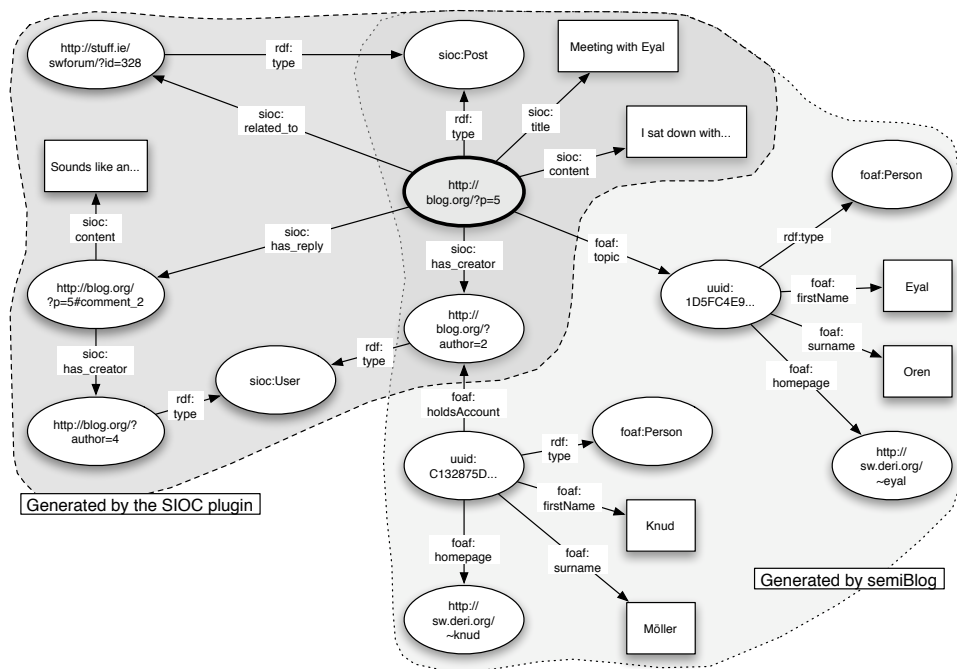 http://stuff.ie/
swforum/?id=328
rdf:
type
sioc:Post
Meeting with Eyal
sioc:
related_to
rdf:
type
sioc:
title
I sat down with...
sioc:
content
Sounds like an...
http://
blog.org/?p=5
foaf:Person
sioc:
content
sioc:
has_reply
sioc:
has_creator
foaf:
topic
rdf:type
http://blog.org/
?p=5#comment_2
uuid:
1D5FC4E9...
foaf:
firstName
Eyal
sioc:
has_creator
http://
blog.org/?
author=2
rdf:
type
foaf:
surname
Oren
sioc:User
foaf:
homepage
http://blog.org/?
author=4
rdf:
type
foaf:
holdsAccount
foaf:Person
uuid:
C132875D...
rdf:
type
http://
sw.deri.org/
~eyal
Generated by the SIOC plugin
foaf:
firstName
Knud
foaf:
homepage
foaf:
surname
Generated by semiBlog
http://
sw.deri.org/
~knud
Möller